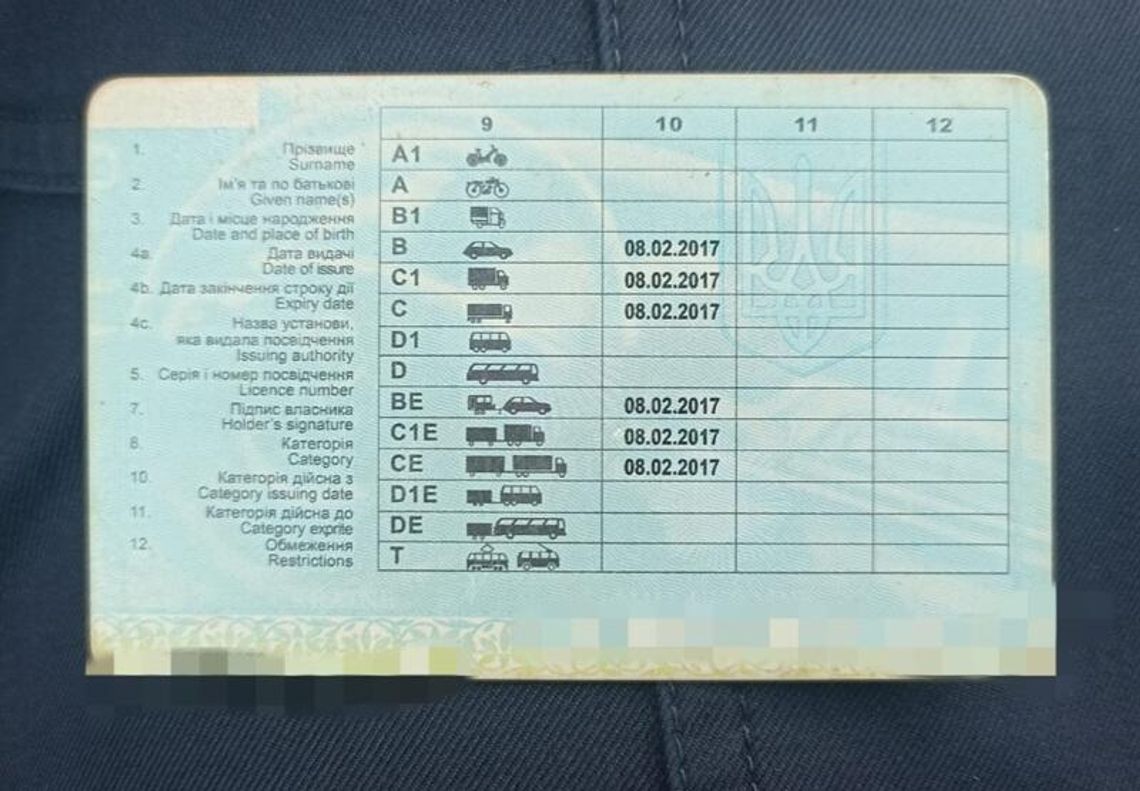 9 10 11 12
1. Прізвище
Surname
2. Ім'я та по батькові
Given name(s)
3. Дата і місце народження
Date and place of birth
4a. Дата видачі
Date of issure
4b. Дата закінчення строку дії
Expiry date
4c. Назва установи,
яка видала посвідчення
Issuing authority
5. Серія і номер посвідчення
Licence number
7. Підпис власника
Holder's signature
8. Категорія
Category
10. Категорія дійсна з
Category issuing date
11. Категорія дійсна до
Category exprite
12. Обмеження
Restrictions
A1
A
B1
B 08.02.2017
C1 08.02.2017
C 08.02.2017
D1
D
BE 08.02.2017
C1E 08.02.2017
CE 08.02.2017
D1E
DE
T